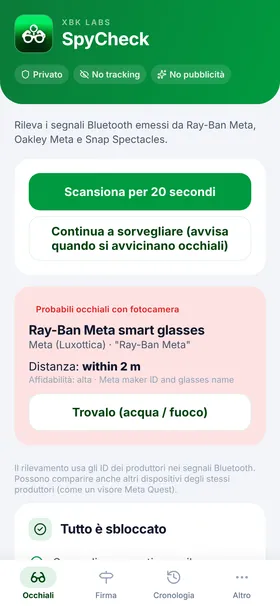 XBK LABS
SpyCheck
Privato
No tracking
No pubblicità
Rileva i segnali Bluetooth emessi da Ray-Ban Meta,
Oakley Meta e Snap Spectacles.
Scansiona per 20 secondi
Continua a sorvegliare (avvisa
quando si avvicinano occhiali)
Probabili occhiali con fotocamera
Ray-Ban Meta smart glasses
Meta (Luxottica) · "Ray-Ban Meta"
Distanza: within 2 m
Affidabilità: alta · Meta maker ID and glasses name
Trovalo (acqua / fuoco)
Il rilevamento usa gli ID dei produttori nei segnali Bluetooth.
Possono comparire anche altri dispositivi degli stessi
produttori (come un visore Meta Quest).
Tutto è sbloccato
Occhiali
Firma
Cronologia
Altro